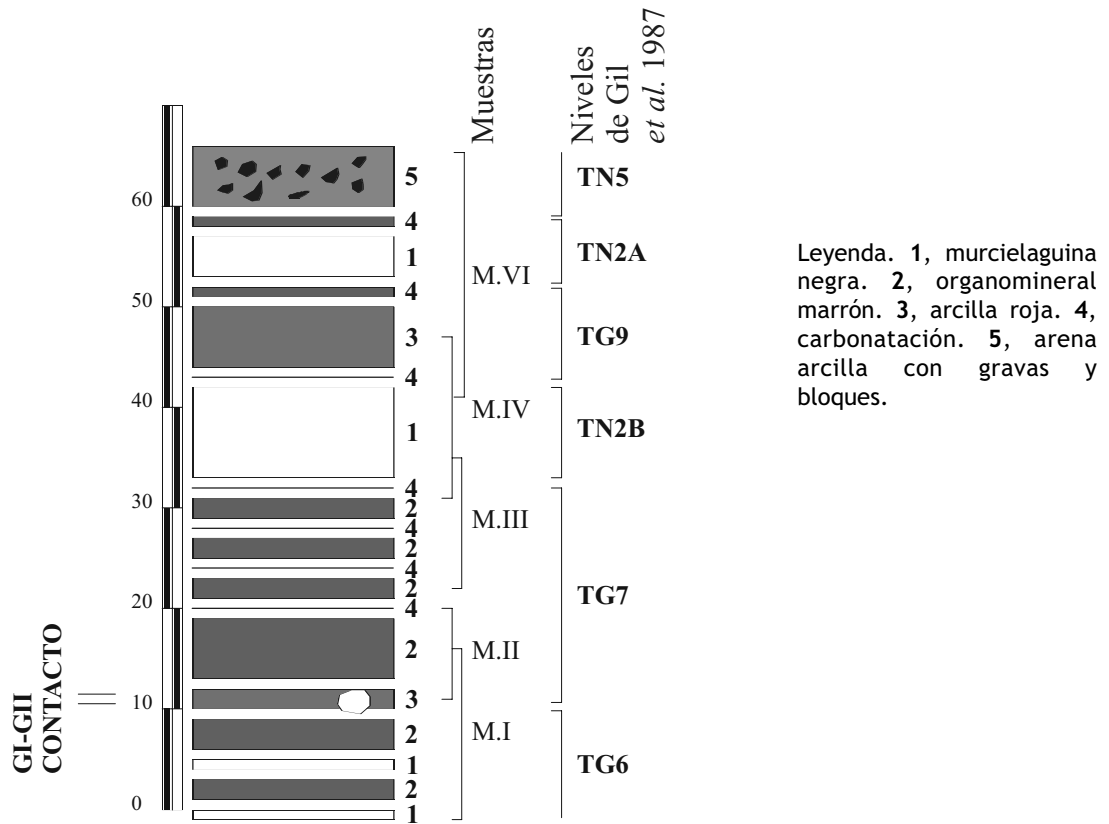 Muestras
Niveles
de Gil
et al. 1987
60
50
40
30
20
10
0
GI-GII
CONTACTO
5
4
1
4
3
4
1
4
2
4
2
4
2
4
2
3
2
1
2
1
M.VI
M.IV
M.III
M.II
M.I
TN5
TN2A
TG9
TN2B
TG7
TG6
Leyenda. 1, murcielaguina
negra. 2, organomineral
marrón. 3, arcilla roja. 4,
carbonatación. 5, arena
arcilla con gravas y
bloques.